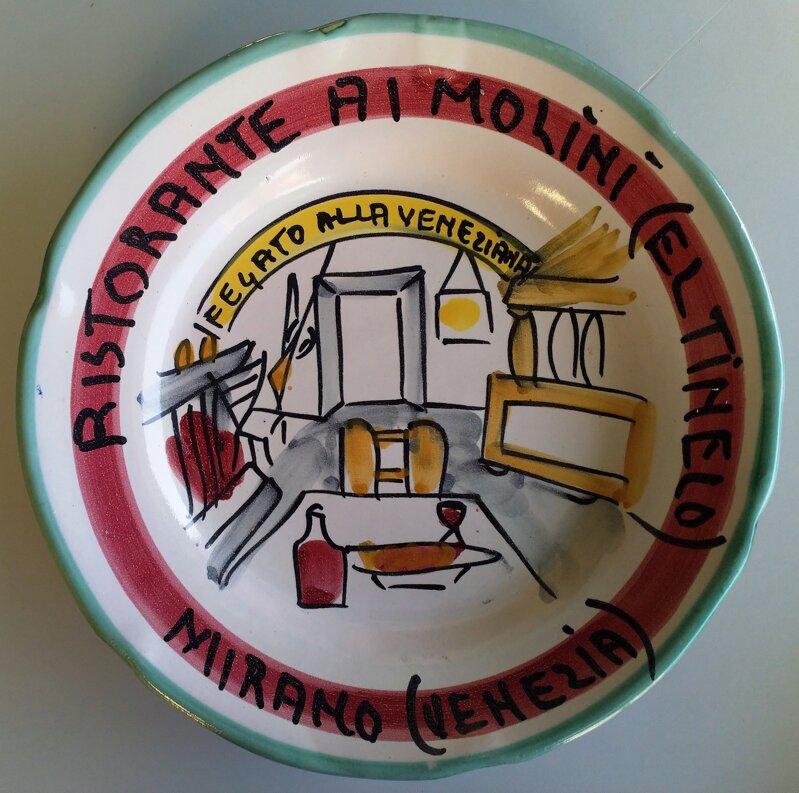 RISTORANTE AI MOLINI (EL TINELO)
FEGATO ALLA VENEZIANA
MIRANO (VENEZIA)